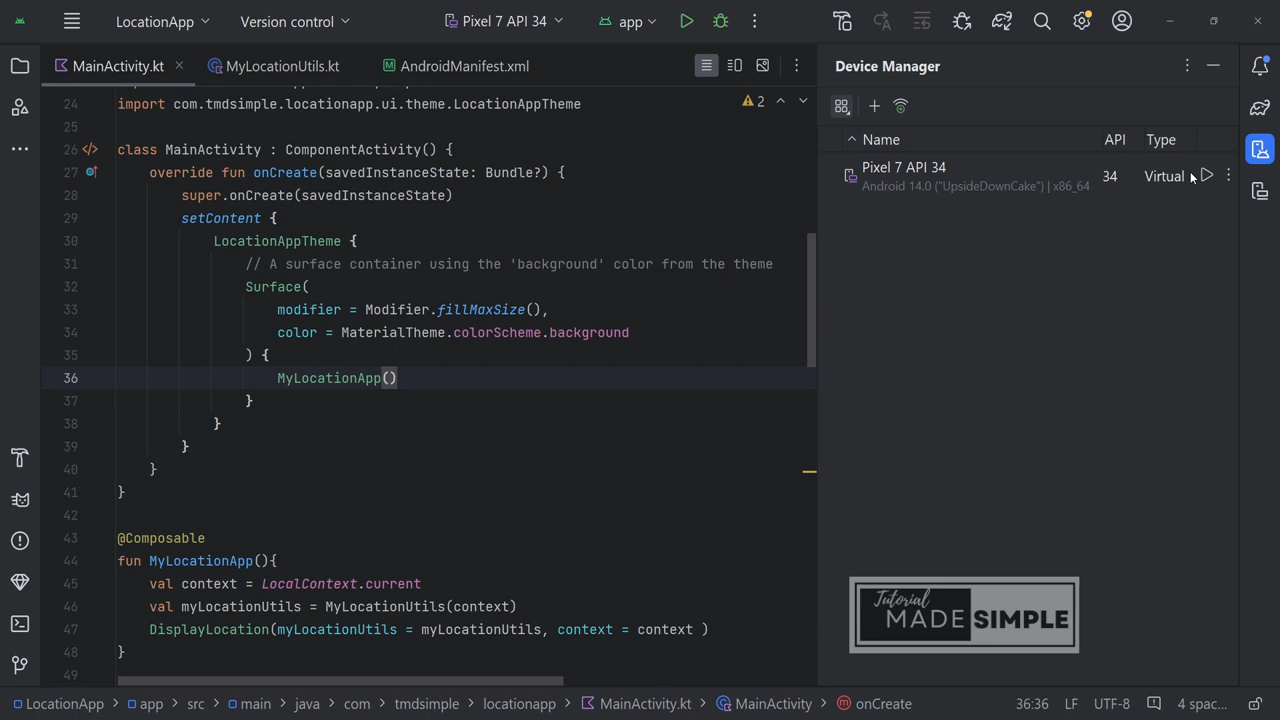 LocationApp
Version control
Pixel 7 API 34
app
MainActivity.kt
MyLocationUtils.kt
AndroidManifest.xml
Device Manager
2
24 import com.tmdsimple.locationapp.ui.theme.LocationAppTheme
25
26 class MainActivity : ComponentActivity() {
27 override fun onCreate(savedInstanceState: Bundle?) {
28 super.onCreate(savedInstanceState)
29 setContent {
30 LocationAppTheme {
31 // A surface container using the 'background' color from the theme
32 Surface(
33 modifier = Modifier.fillMaxSize(),
34 color = MaterialTheme.colorScheme.background
35 ) {
36 MyLocationApp()
37 }
38 }
39 }
40 }
41 }
42
43 @Composable
44 fun MyLocationApp(){
45 val context = LocalContext.current
46 val myLocationUtils = MyLocationUtils(context)
47 DisplayLocation(myLocationUtils = myLocationUtils, context = context )
48 }
49
Name API Type
Pixel 7 API 34
Android 14.0 ("UpsideDownCake") | x86_64
34 Virtual
Tutorial
MADE SIMPLE
LocationApp app src main java com tmdsimple locationapp MainActivity.kt MainActivity onCreate 36:36 LF UTF-8 4 spac...